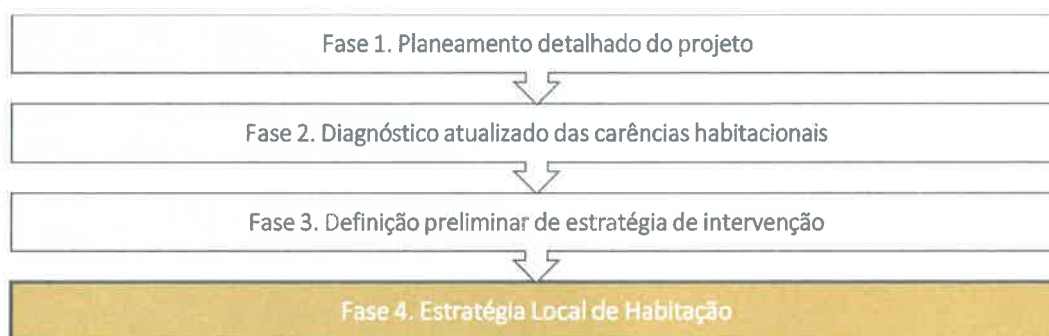 Fase 1. Planeamento detalhado do projeto
Fase 2. Diagnóstico atualizado das carências habitacionais
Fase 3. Definição preliminar de estratégia de intervenção
Fase 4. Estratégia Local de Habitação